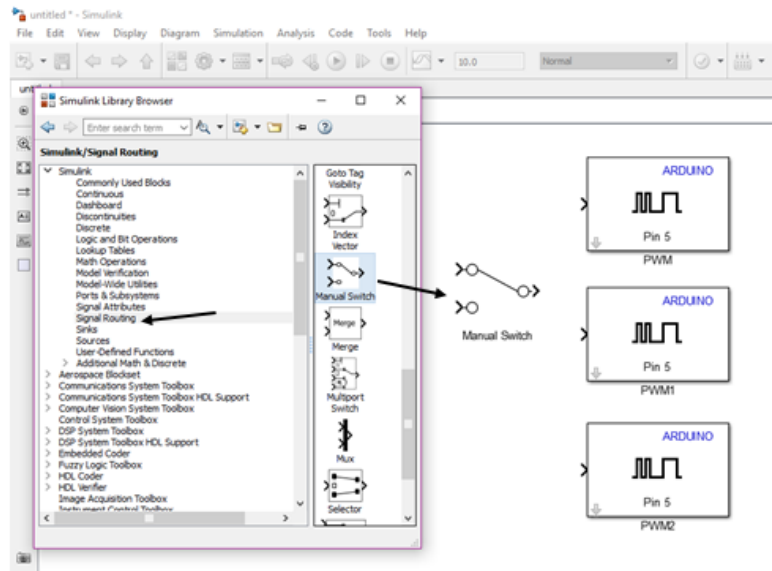 untitled * - Simulink
File Edit View Display Diagram Simulation Analysis Code Tools Help
10.0 Normal
Simulink Library Browser
Enter search term
Simulink/Signal Routing
Simulink
Commonly Used Blocks
Continuous
Dashboard
Discontinuities
Discrete
Logic and Bit Operations
Lookup Tables
Math Operations
Model Verification
Model-Wide Utilities
Ports & Subsystems
Signal Attributes
Signal Routing
Sinks
Sources
User-Defined Functions
Additional Math & Discrete
Aerospace Blockset
Communications System Toolbox
Communications System Toolbox HDL Support
Computer Vision System Toolbox
Control System Toolbox
DSP System Toolbox
DSP System Toolbox HDL Support
Embedded Coder
Fuzzy Logic Toolbox
HDL Coder
HDL Verifier
Image Acquisition Toolbox
Instrument Control Toolbox
Goto Tag
Visibility
Index
Vector
Manual Switch
Merge
Merge
Multiport
Switch
Mux
Selector
Manual Switch
ARDUINO
Pin 5
PWM
ARDUINO
Pin 5
PWM1
ARDUINO
Pin 5
PWM2